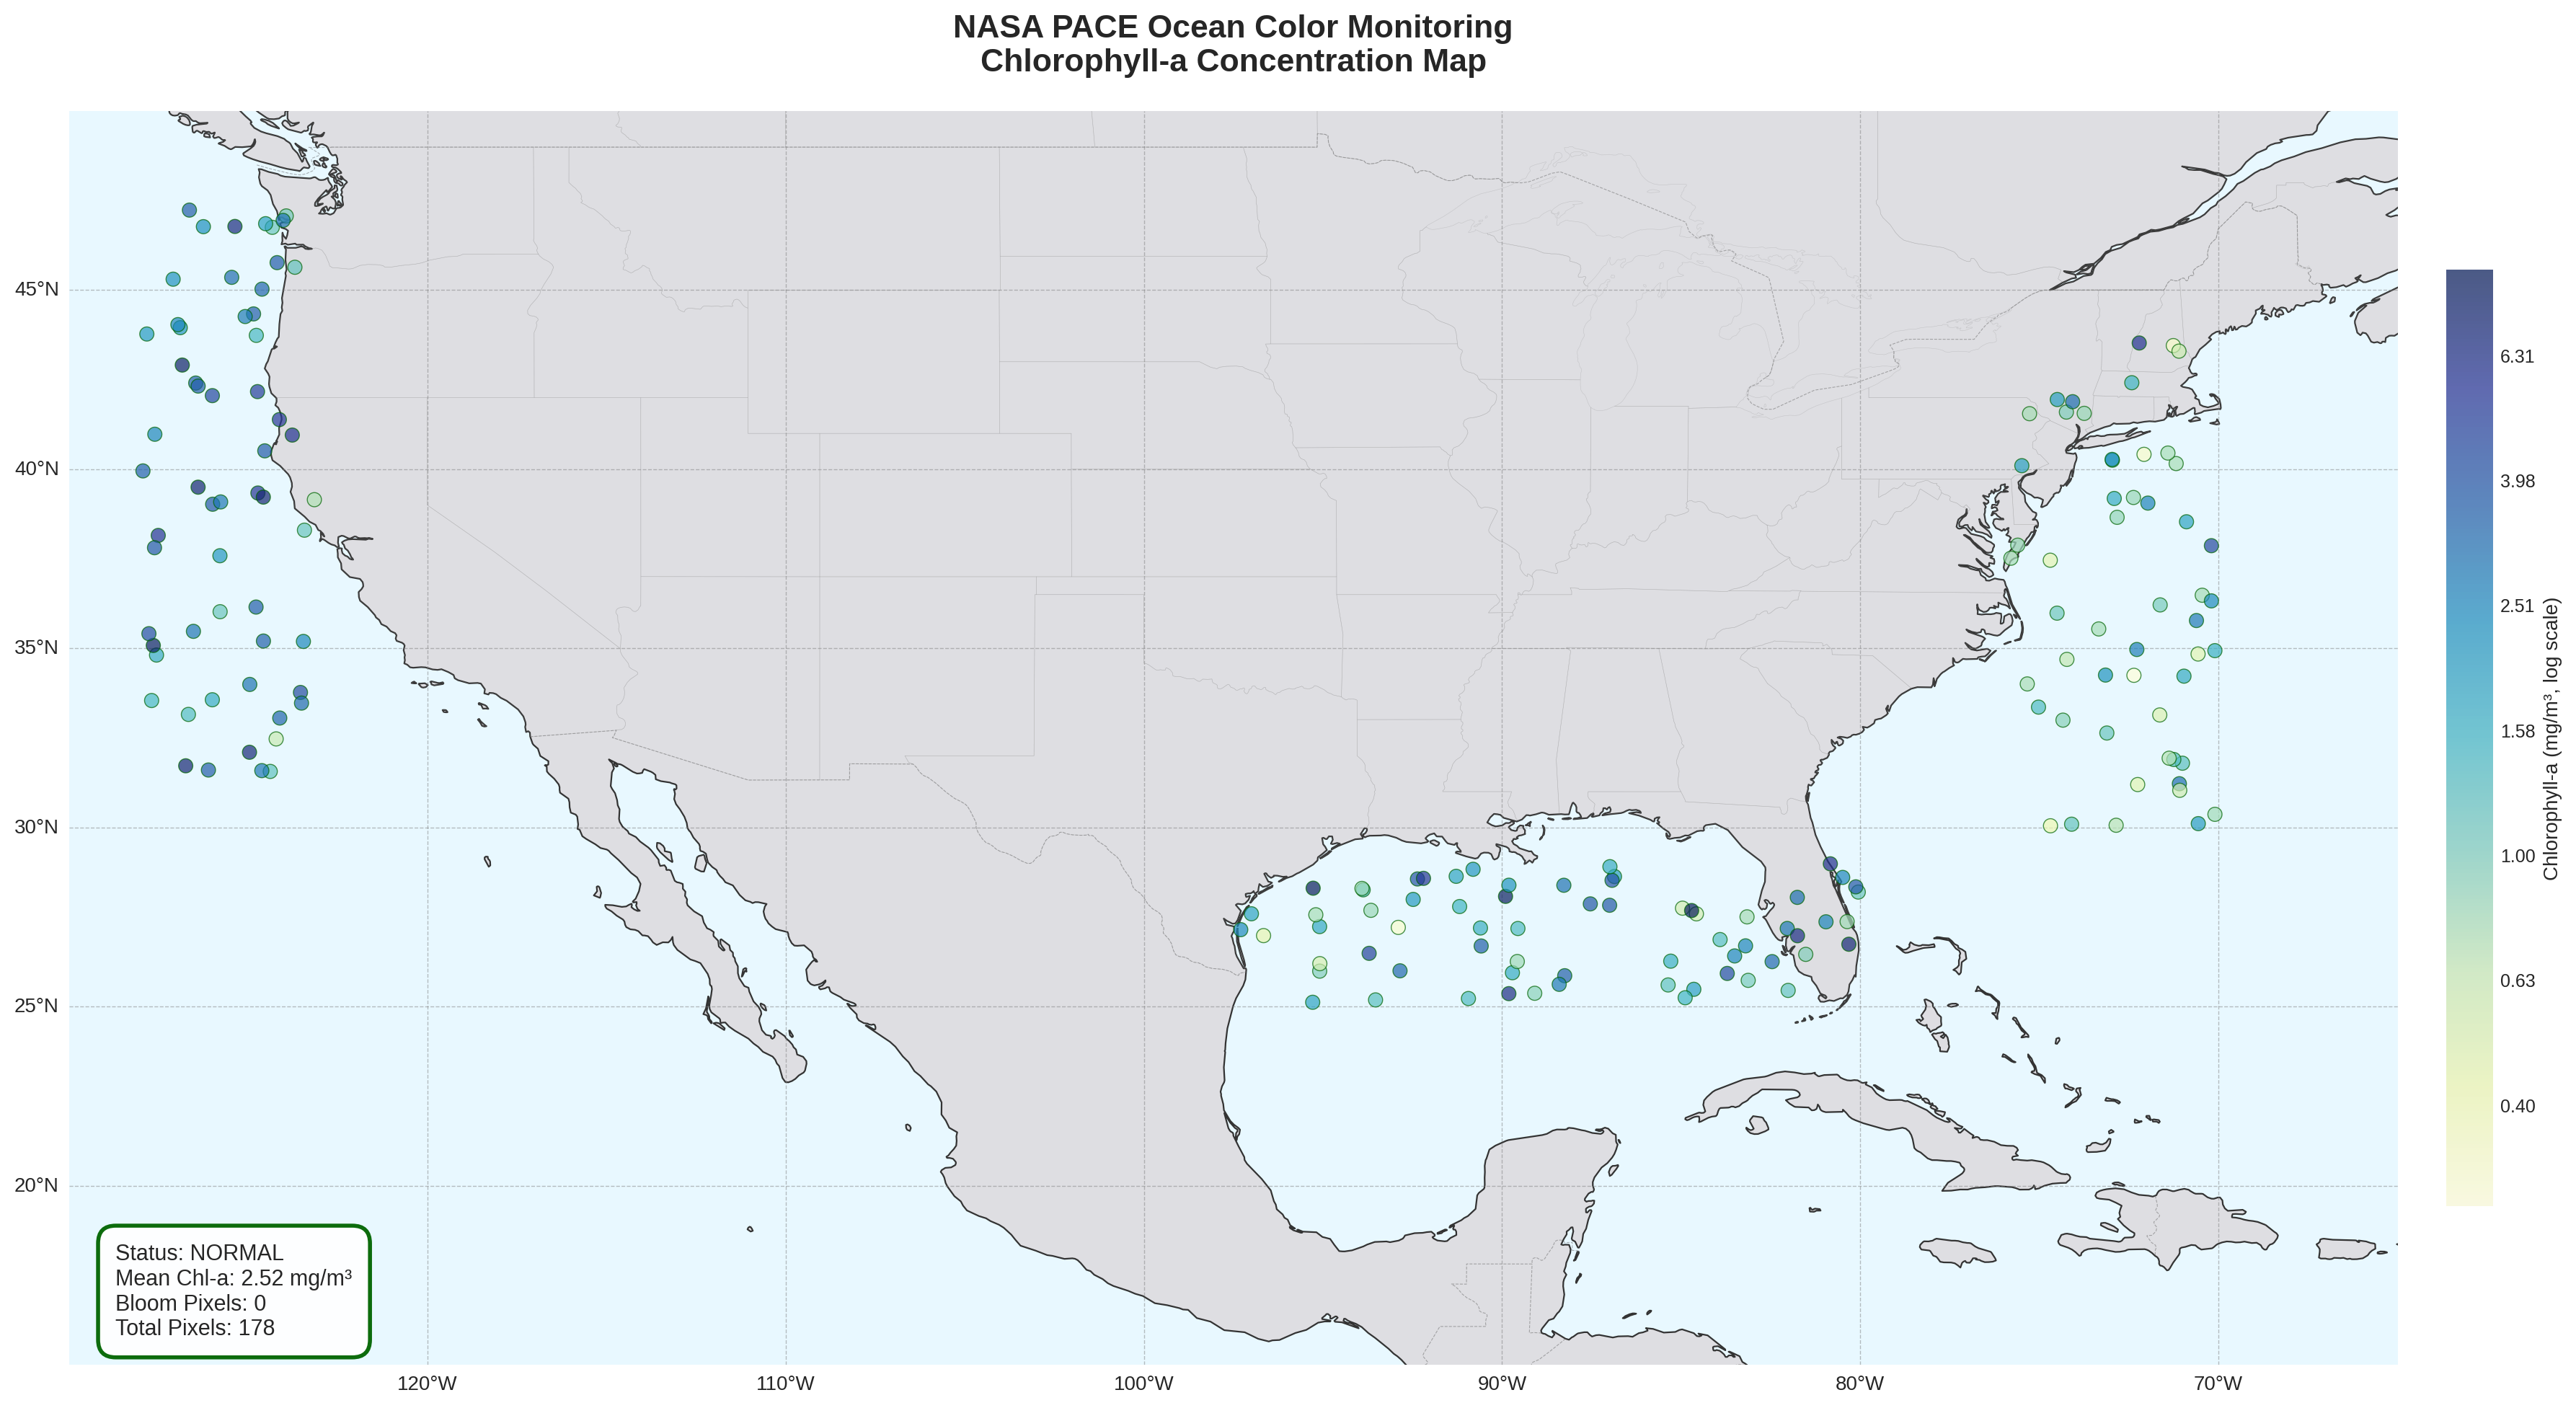 NASA PACE Ocean Color Monitoring
Chlorophyll-a Concentration Map
45°N
40°N
35°N
30°N
25°N
20°N
120°W
110°W
100°W
90°W
80°W
70°W
Status: NORMAL
Mean Chl-a: 2.52 mg/m³
Bloom Pixels: 0
Total Pixels: 178
6.31
3.98
2.51
1.58
1.00
0.63
0.40
Chlorophyll-a (mg/m³, log scale)